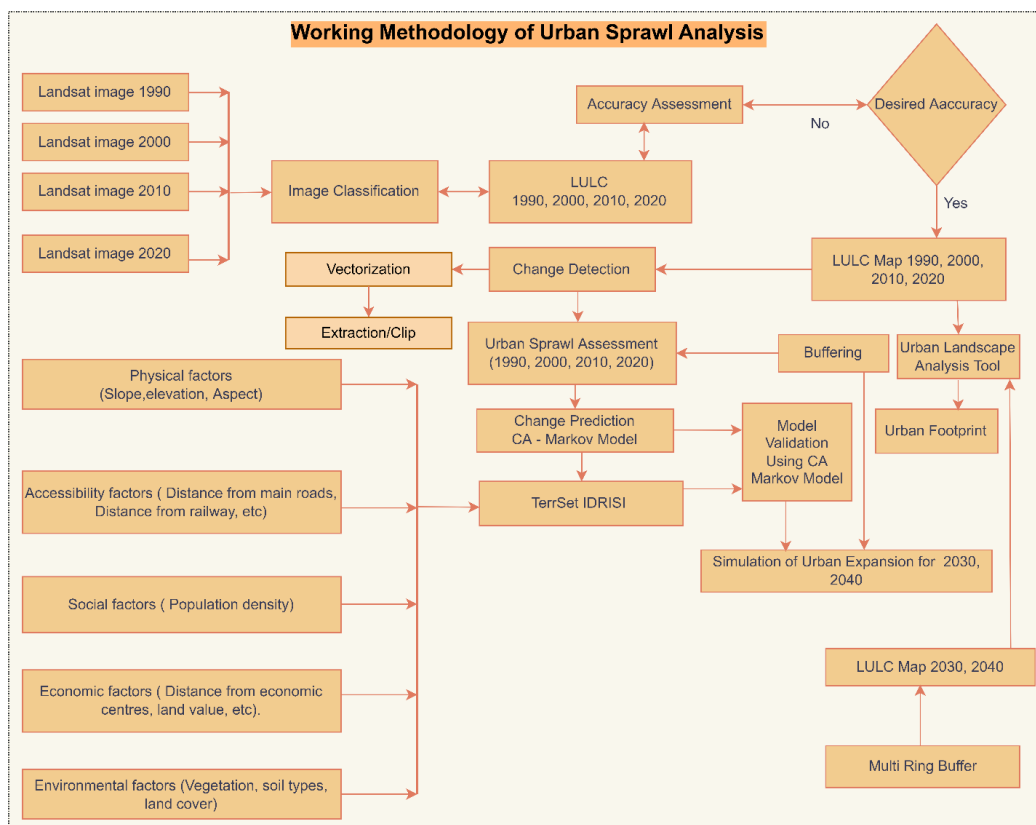 Working Methodology of Urban Sprawl Analysis
Landsat image 1990
Landsat image 2000
Landsat image 2010
Landsat image 2020
Image Classification
Accuracy Assessment
LULC
1990, 2000, 2010, 2020
No
Desired Aaccuracy
Yes
Vectorization
Change Detection
LULC Map 1990, 2000,
2010, 2020
Extraction/Clip
Urban Sprawl Assessment
(1990, 2000, 2010, 2020)
Buffering
Urban Landscape
Analysis Tool
Physical factors
(Slope,elevation, Aspect)
Change Prediction
CA - Markov Model
Model
Validation
Using CA
Markov Model
Urban Footprint
Accessibility factors ( Distance from main roads,
Distance from railway, etc)
TerrSet IDRISI
Simulation of Urban Expansion for 2030,
2040
Social factors ( Population density)
LULC Map 2030, 2040
Economic factors ( Distance from economic
centres, land value, etc).
Multi Ring Buffer
Environmental factors (Vegetation, soil types,
land cover)